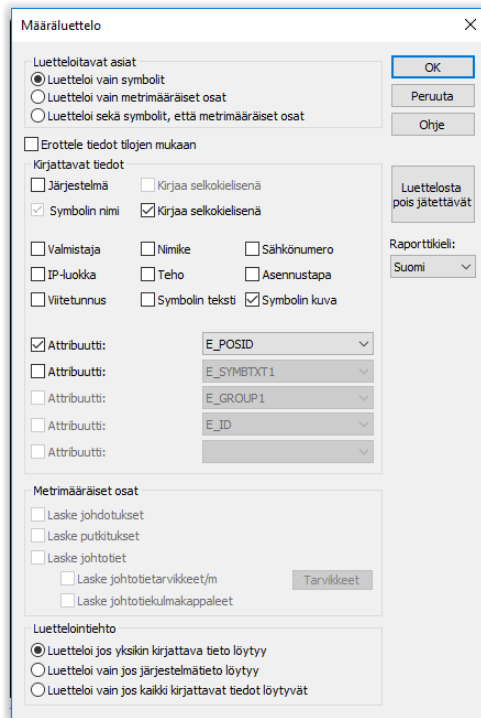 Määräluettelo
Luetteloitavat asiat
Luetteloi vain symbolit
Luetteloi vain metrimääräiset osat
Luetteloi sekä symbolit, että metrimääräiset osat
OK
Peruuta
Ohje
Erottele tiedot tilojen mukaan
Kirjattavat tiedot
Järjestelmä Kirjaa selkokielisenä
Symbolin nimi Kirjaa selkokielisenä
Luettelosta
pois jätettävät
Valmistaja Nimike Sähkönumero
IP-luokka Teho Asennustapa
Viitetunnus Symbolin teksti Symbolin kuva
Raporttikieli:
Suomi
Attribuutti: E_POSID
Attribuutti: E_SYMBTXT1
Attribuutti: E_GROUP1
Attribuutti: E_ID
Attribuutti:
Metrimääräiset osat
Laske johdotukset
Laske putkitukset
Laske johtotiet
Laske johtotietarvikkeet/m Tarvikkeet
Laske johtotiekulmakappaleet
Luettelointiehto
Luetteloi jos yksikin kirjattava tieto löytyy
Luetteloi vain jos järjestelmätieto löytyy
Luetteloi vain jos kaikki kirjattavat tiedot löytyvät